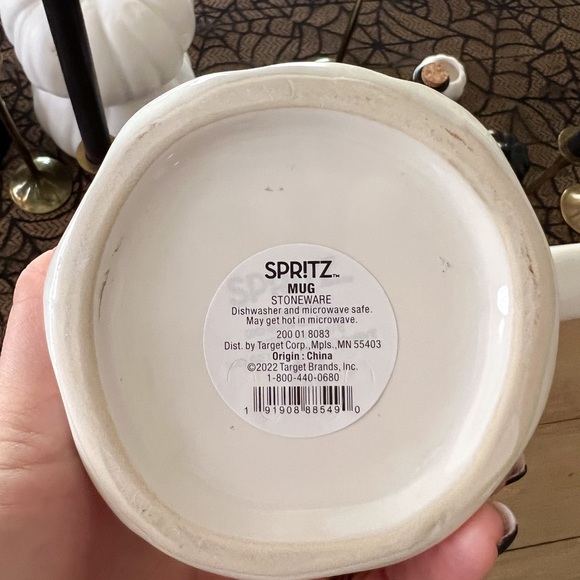 SPR!TZ™
MUG
STONEWARE
Dishwasher and microwave safe.
May get hot in microwave.
200 01 8083
Dist. by Target Corp., Mpls., MN 55403
Origin : China
©2022 Target Brands, Inc.
1-800-440-0680
1 91908 88549 0